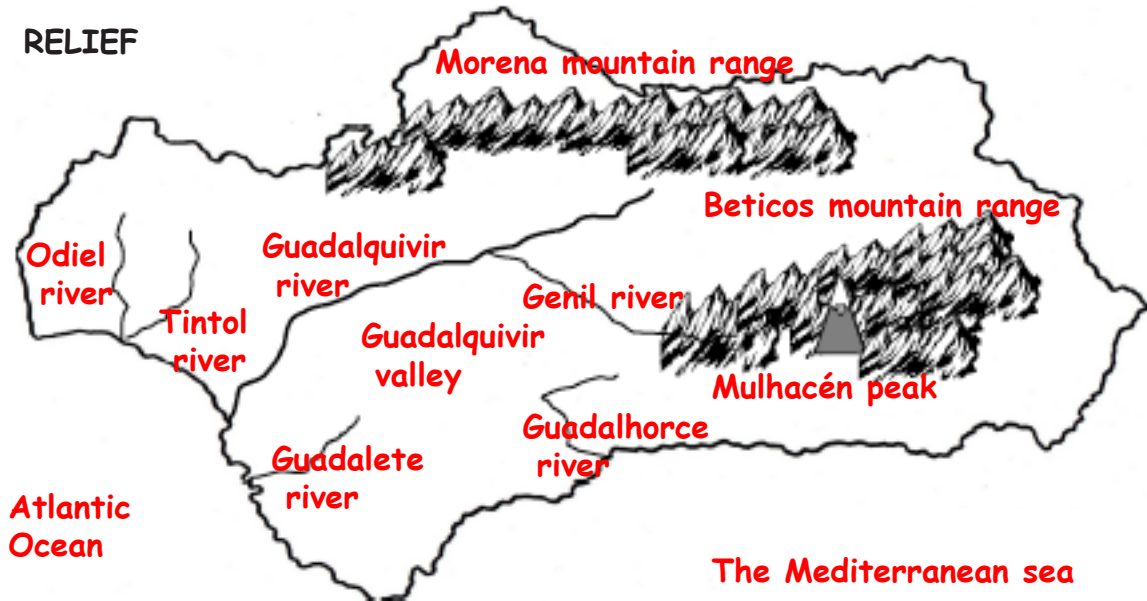 RELIEF
Morena mountain range
Beticos mountain range
Odiel
river
Guadalquivir
river
Tintol
river
Genil river
Guadalquivir
valley
Mulhacén peak
Guadalhorce
river
Guadalete
river
Atlantic
Ocean
The Mediterranean sea